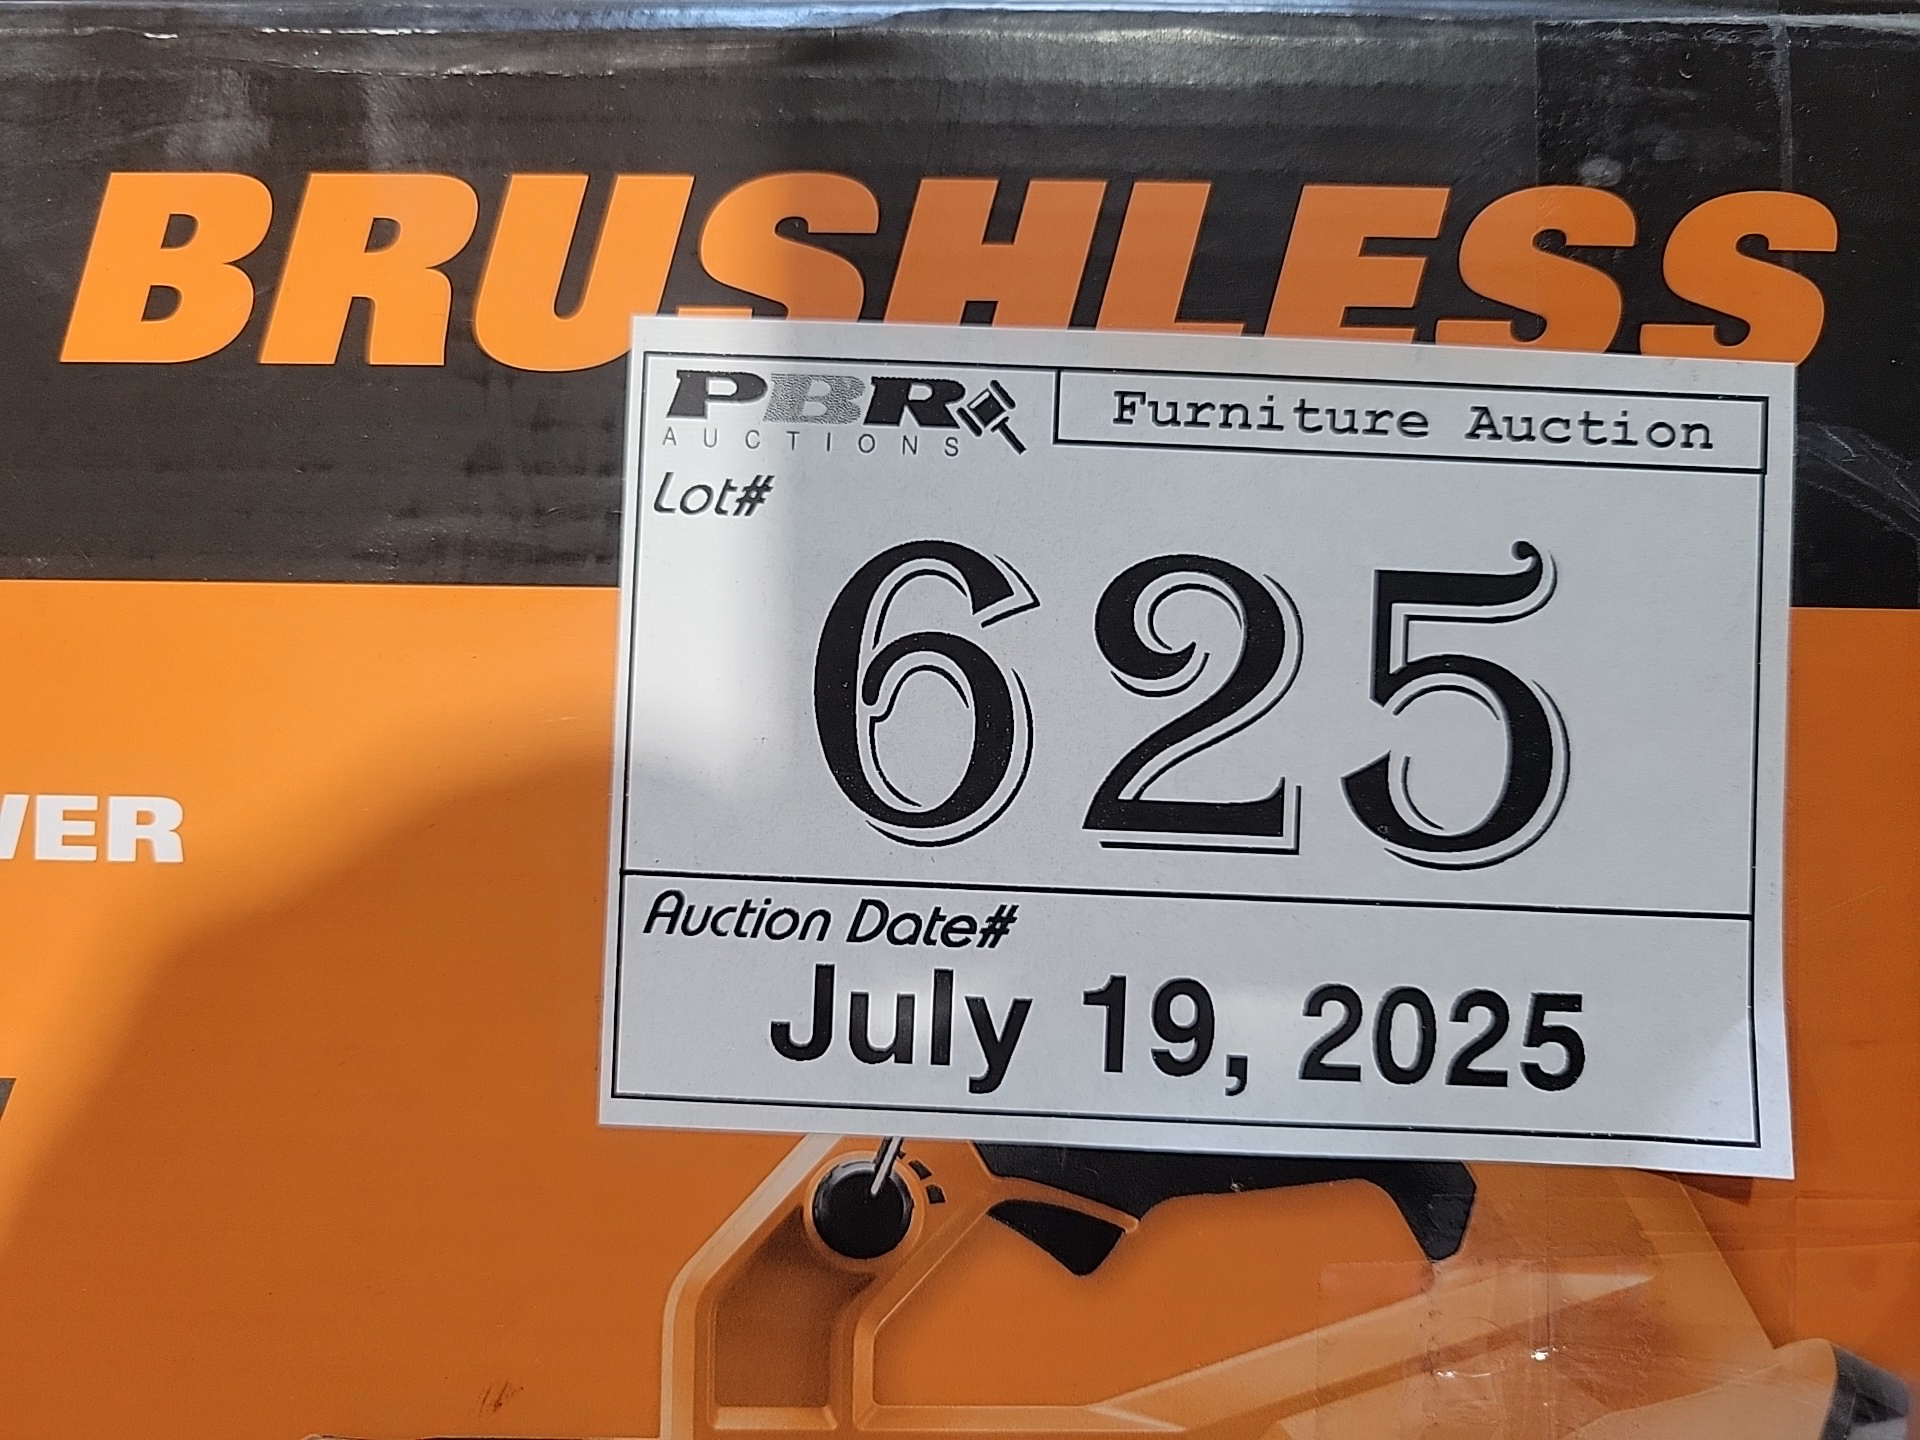 BRUSHLESS
PBR
AUCTIONS
Furniture Auction
Lot#
625
Auction Date#
July 19, 2025